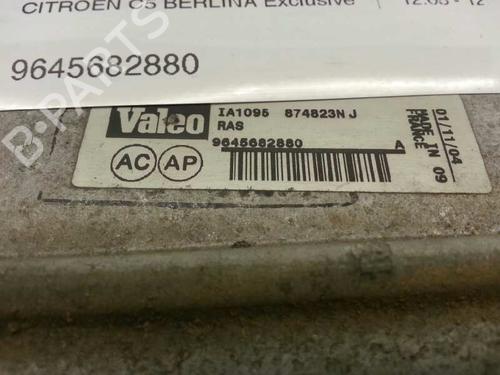 CITROEN C5 BERLINA Exclusive | 12.03 - 12
9645682880
B-PARTS
Valeo IA1095 874823N J
RAS
9645682880 A
AC AP
01/11/04
MADE IN 09
FRANCE